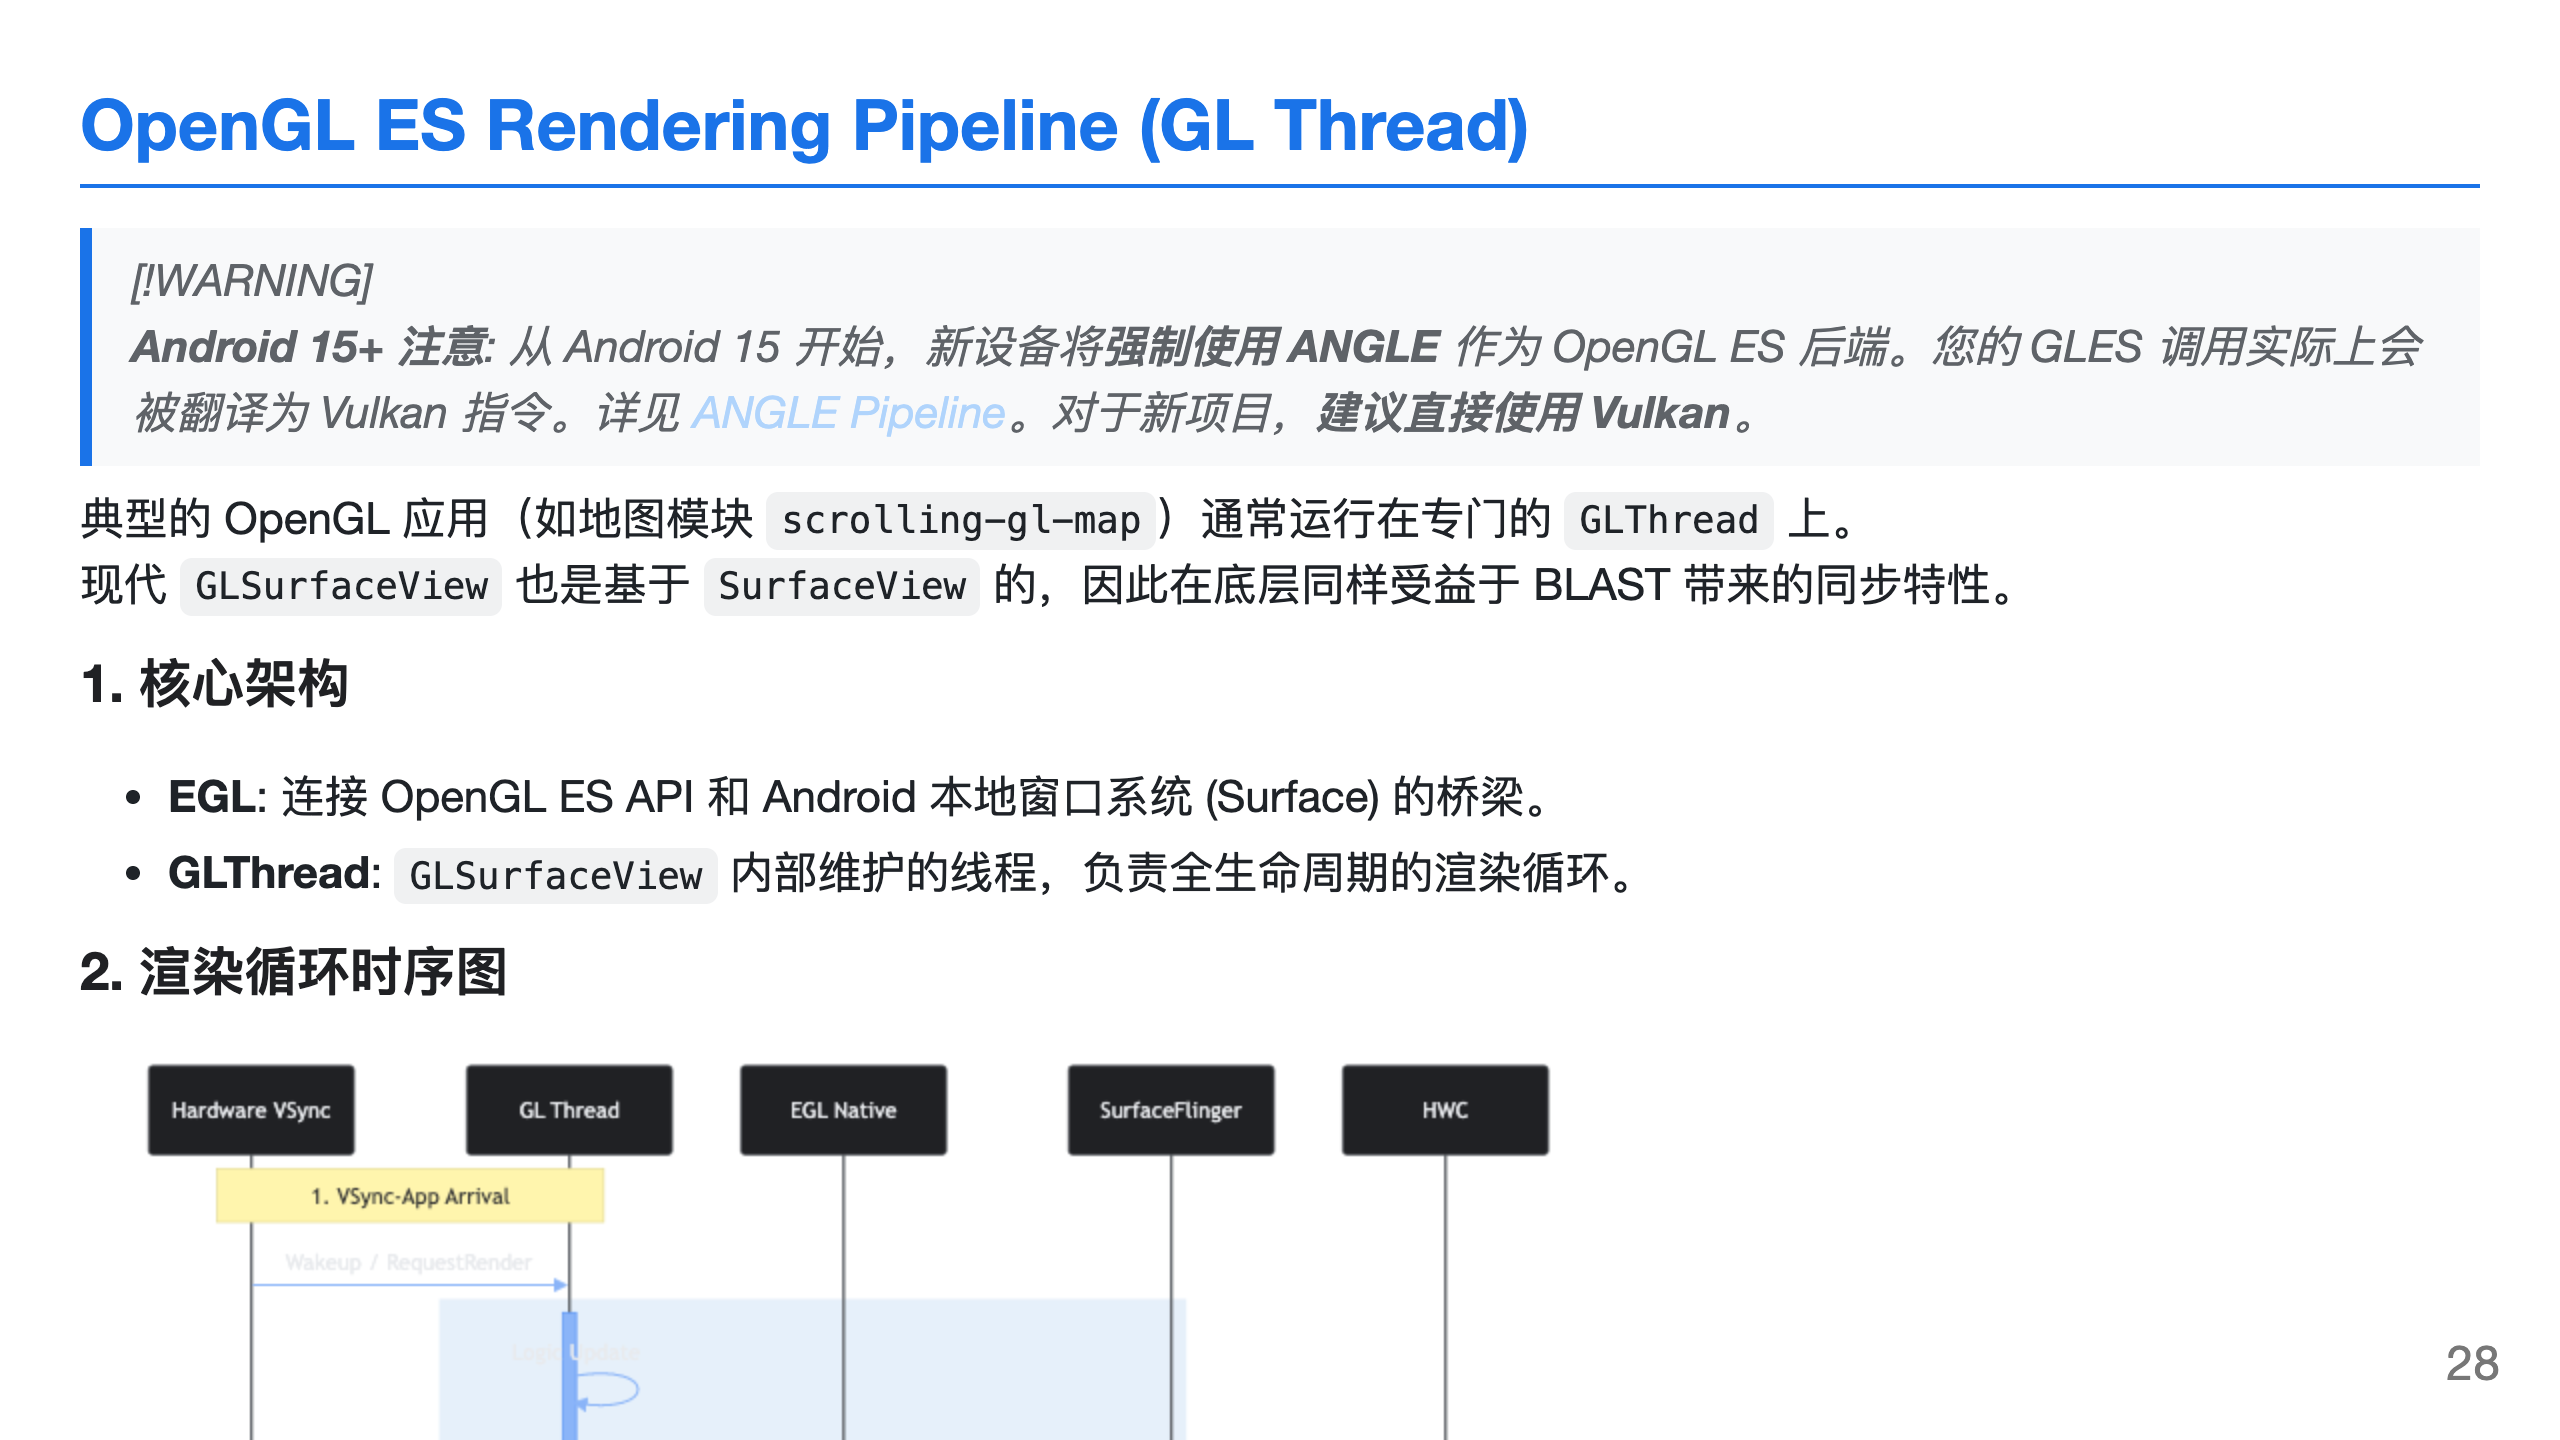 OpenGL ES Rendering Pipeline (GL Thread)
[!WARNING]
Android 15+ 注意: 从 Android 15 开始，新设备将强制使用 ANGLE 作为 OpenGL ES 后端。您的 GLES 调用实际上会
被翻译为 Vulkan 指令。详见 ANGLE Pipeline。对于新项目，建议直接使用 Vulkan。
典型的 OpenGL 应用（如地图模块 scrolling-gl-map）通常运行在专门的 GLThread 上。
现代 GLSurfaceView 也是基于 SurfaceView 的，因此在底层同样受益于 BLAST 带来的同步特性。
1. 核心架构
• EGL: 连接 OpenGL ES API 和 Android 本地窗口系统 (Surface) 的桥梁。
• GLThread: GLSurfaceView 内部维护的线程，负责全生命周期的渲染循环。
2. 渲染循环时序图
Hardware VSync
GL Thread
EGL Native
SurfaceFlinger
HWC
1. VSync-App Arrival
Wakeup / RequestRender
Logic Update
28